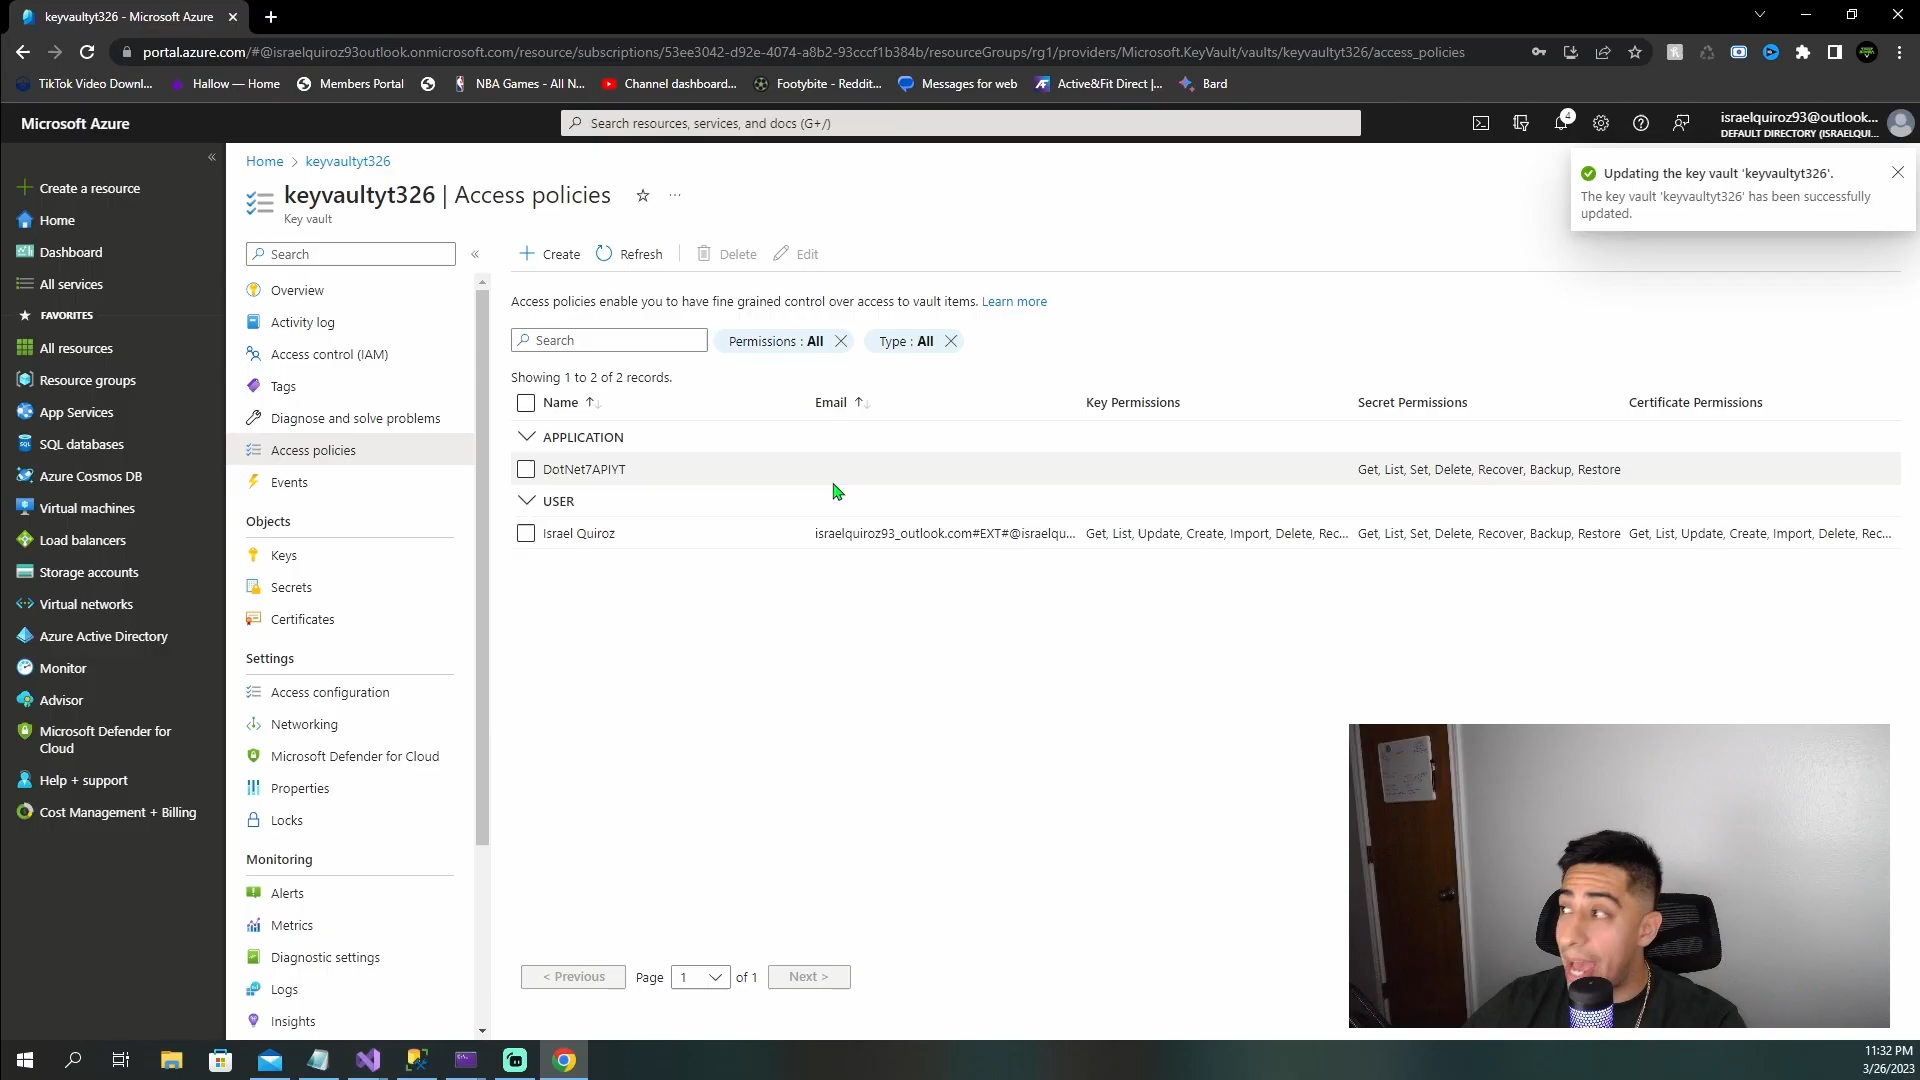 keyvaultyt326 - Microsoft Azure
portal.azure.com/#@israelquiroz93outlook.onmicrosoft.com/resource/subscriptions/53ee3042-d92e-4074-a8b2-93cccf1b384b/resourceGroups/rg1/providers/Microsoft.KeyVault/vaults/keyvaultyt326/access_policies
TikTok Video Downl... Hallow — Home Members Portal NBA Games - All N... Channel dashboard... Footybite - Reddit... Messages for web Active&Fit Direct |... Bard
Microsoft Azure
Search resources, services, and docs (G+/)
4
israelquiroz93@outlook...
DEFAULT DIRECTORY (ISRAELQUI...
Create a resource
Home
Dashboard
All services
FAVORITES
All resources
Resource groups
App Services
SQL databases
Azure Cosmos DB
Virtual machines
Load balancers
Storage accounts
Virtual networks
Azure Active Directory
Monitor
Advisor
Microsoft Defender for
Cloud
Help + support
Cost Management + Billing
Home > keyvaultyt326
keyvaultyt326 | Access policies
Key vault
Search
Overview
Activity log
Access control (IAM)
Tags
Diagnose and solve problems
Access policies
Events
Objects
Keys
Secrets
Certificates
Settings
Access configuration
Networking
Microsoft Defender for Cloud
Properties
Locks
Monitoring
Alerts
Metrics
Diagnostic settings
Logs
Insights
Create Refresh Delete Edit
Access policies enable you to have fine grained control over access to vault items. Learn more
Search Permissions : All Type : All
Showing 1 to 2 of 2 records.
Name Email Key Permissions Secret Permissions Certificate Permissions
APPLICATION
DotNet7APIYT Get, List, Set, Delete, Recover, Backup, Restore
USER
Israel Quiroz israelquiroz93_outlook.com#EXT#@israelqu... Get, List, Update, Create, Import, Delete, Rec... Get, List, Set, Delete, Recover, Backup, Restore Get, List, Update, Create, Import, Delete, Rec...
< Previous Page 1 of 1 Next >
Updating the key vault 'keyvaultyt326'.
The key vault 'keyvaultyt326' has been successfully
updated.
11:32 PM
3/26/2023